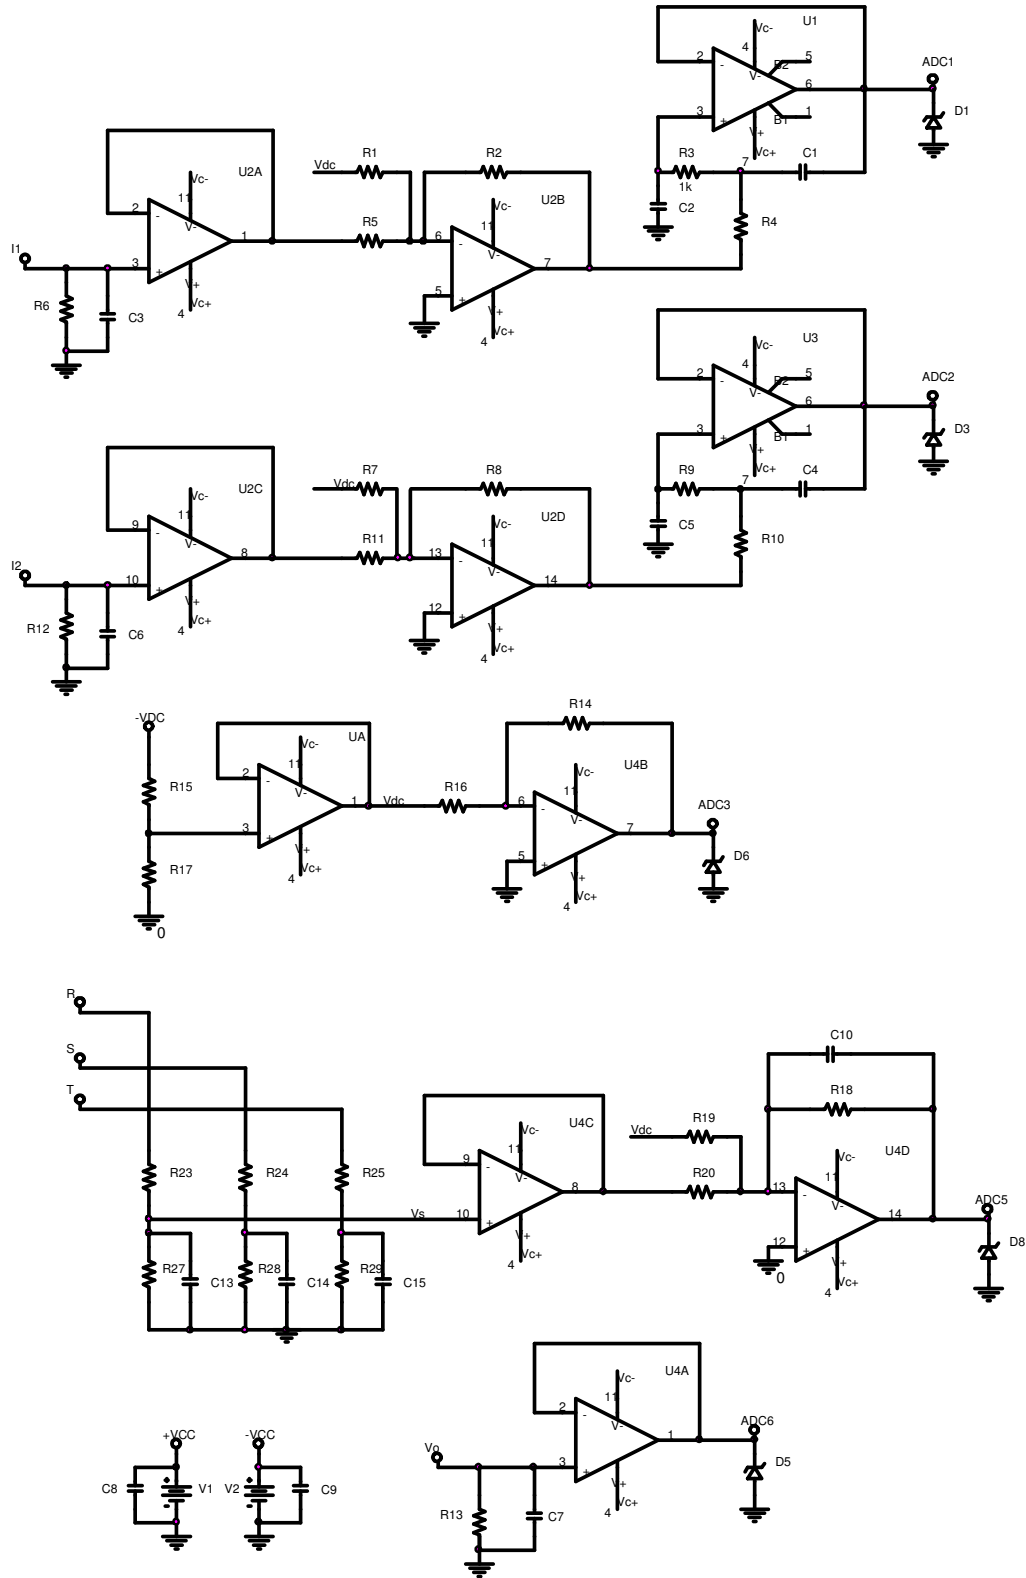 U1
Vc-
4
B2
5
2
-
V-
6
ADC1
3
+
V+
B1
1
Vc+
D1
R1
Vdc
R2
R3
7
C1
1k
C2
R4
U2A
Vc-
11
2
-
V-
1
R5
U2B
Vc-
11
6
-
V-
7
I1
3
+
V+
4
Vc+
5
+
V+
4
Vc+
R6
C3
U3
Vc-
4
B2
5
2
-
V-
6
ADC2
3
+
V+
B1
1
Vc+
D3
R7
Vdc
R8
R9
7
C4
C5
R10
U2C
Vc-
11
9
-
V-
8
R11
U2D
Vc-
11
13
-
V-
14
I2
10
+
V+
4
Vc+
12
+
V+
4
Vc+
R12
C6
-VDC
UA
Vc-
11
2
-
V-
1
Vdc
R14
R15
R16
U4B
Vc-
11
6
-
V-
7
ADC3
3
+
V+
4
Vc+
5
+
V+
4
Vc+
D6
R17
0
R
S
T
C10
R18
U4C
Vc-
11
9
-
V-
8
Vdc
R19
R20
U4D
Vc-
11
13
-
V-
14
ADC5
R23
R24
R25
Vs
10
+
V+
4
Vc+
12
+
V+
4
Vc+
0
D8
R27
C13
R28
C14
R29
C15
U4A
Vc-
11
2
-
V-
1
ADC6
+VCC
-VCC
Vo
3
+
V+
4
Vc+
D5
C8
+
-
V1
V2
+
-
C9
R13
C7